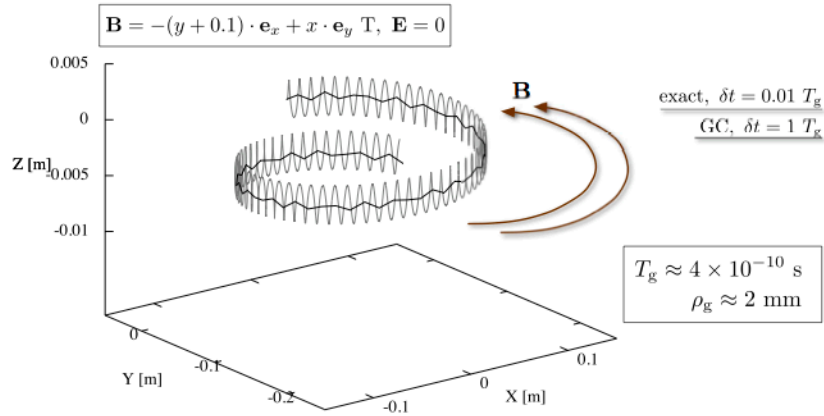 B = −(y + 0.1) · e_x + x · e_y T, E = 0
0.005
0
Z [m]
-0.005
-0.01
B
exact, δt = 0.01 T_g
GC, δt = 1 T_g
T_g ≈ 4 × 10^{−10} s
ρ_g ≈ 2 mm
0
-0.1
-0.2
Y [m]
-0.1
0
0.1
X [m]